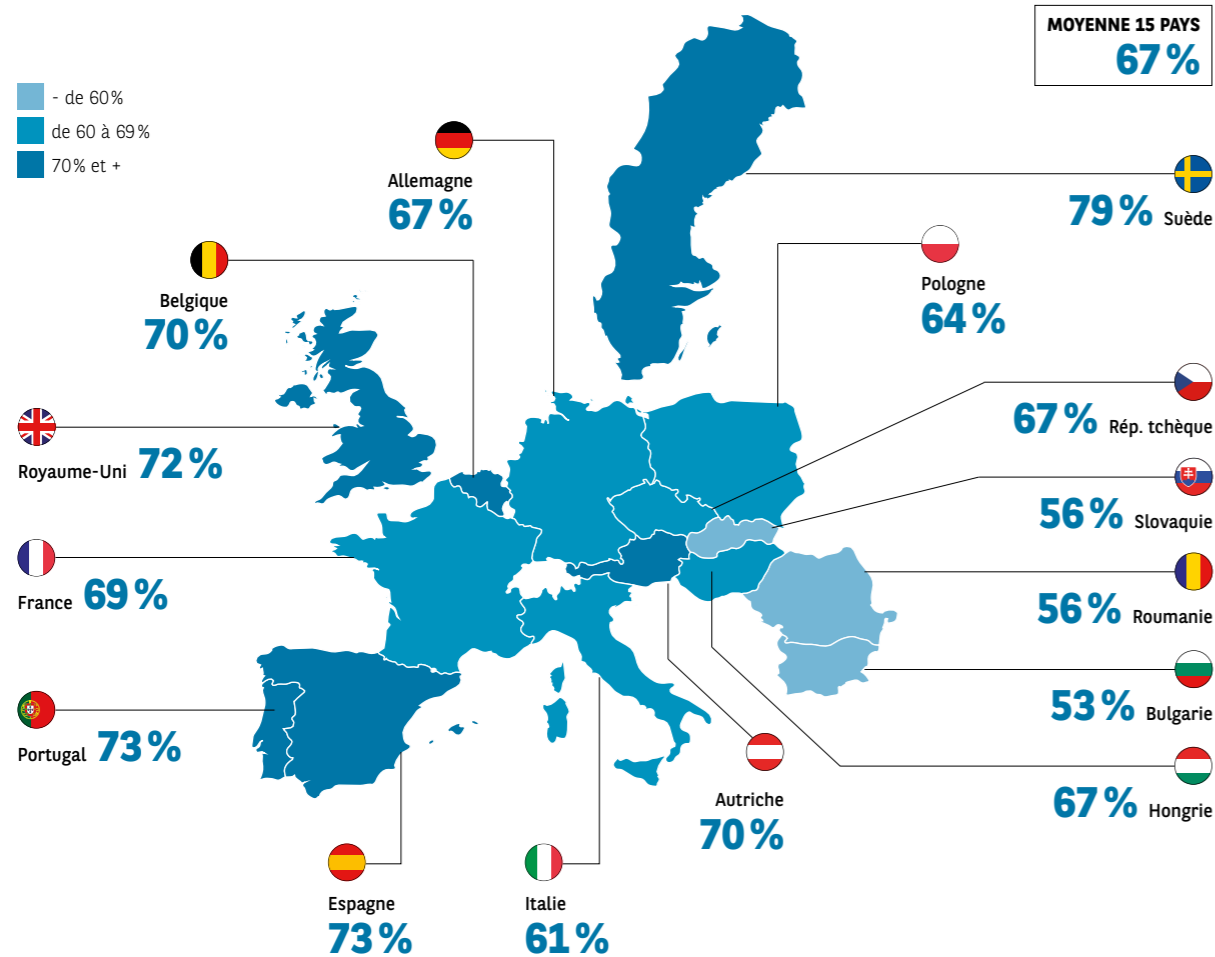 MOYENNE 15 PAYS
67 %
- de 60%
de 60 à 69%
70% et +
Allemagne
67 %
79 % Suède
Belgique
70 %
Pologne
64 %
67 % Rép. tchèque
Royaume-Uni 72 %
56 % Slovaquie
France 69 %
56 % Roumanie
53 % Bulgarie
Portugal 73 %
67 % Hongrie
Autriche
70 %
Espagne
73 %
Italie
61 %